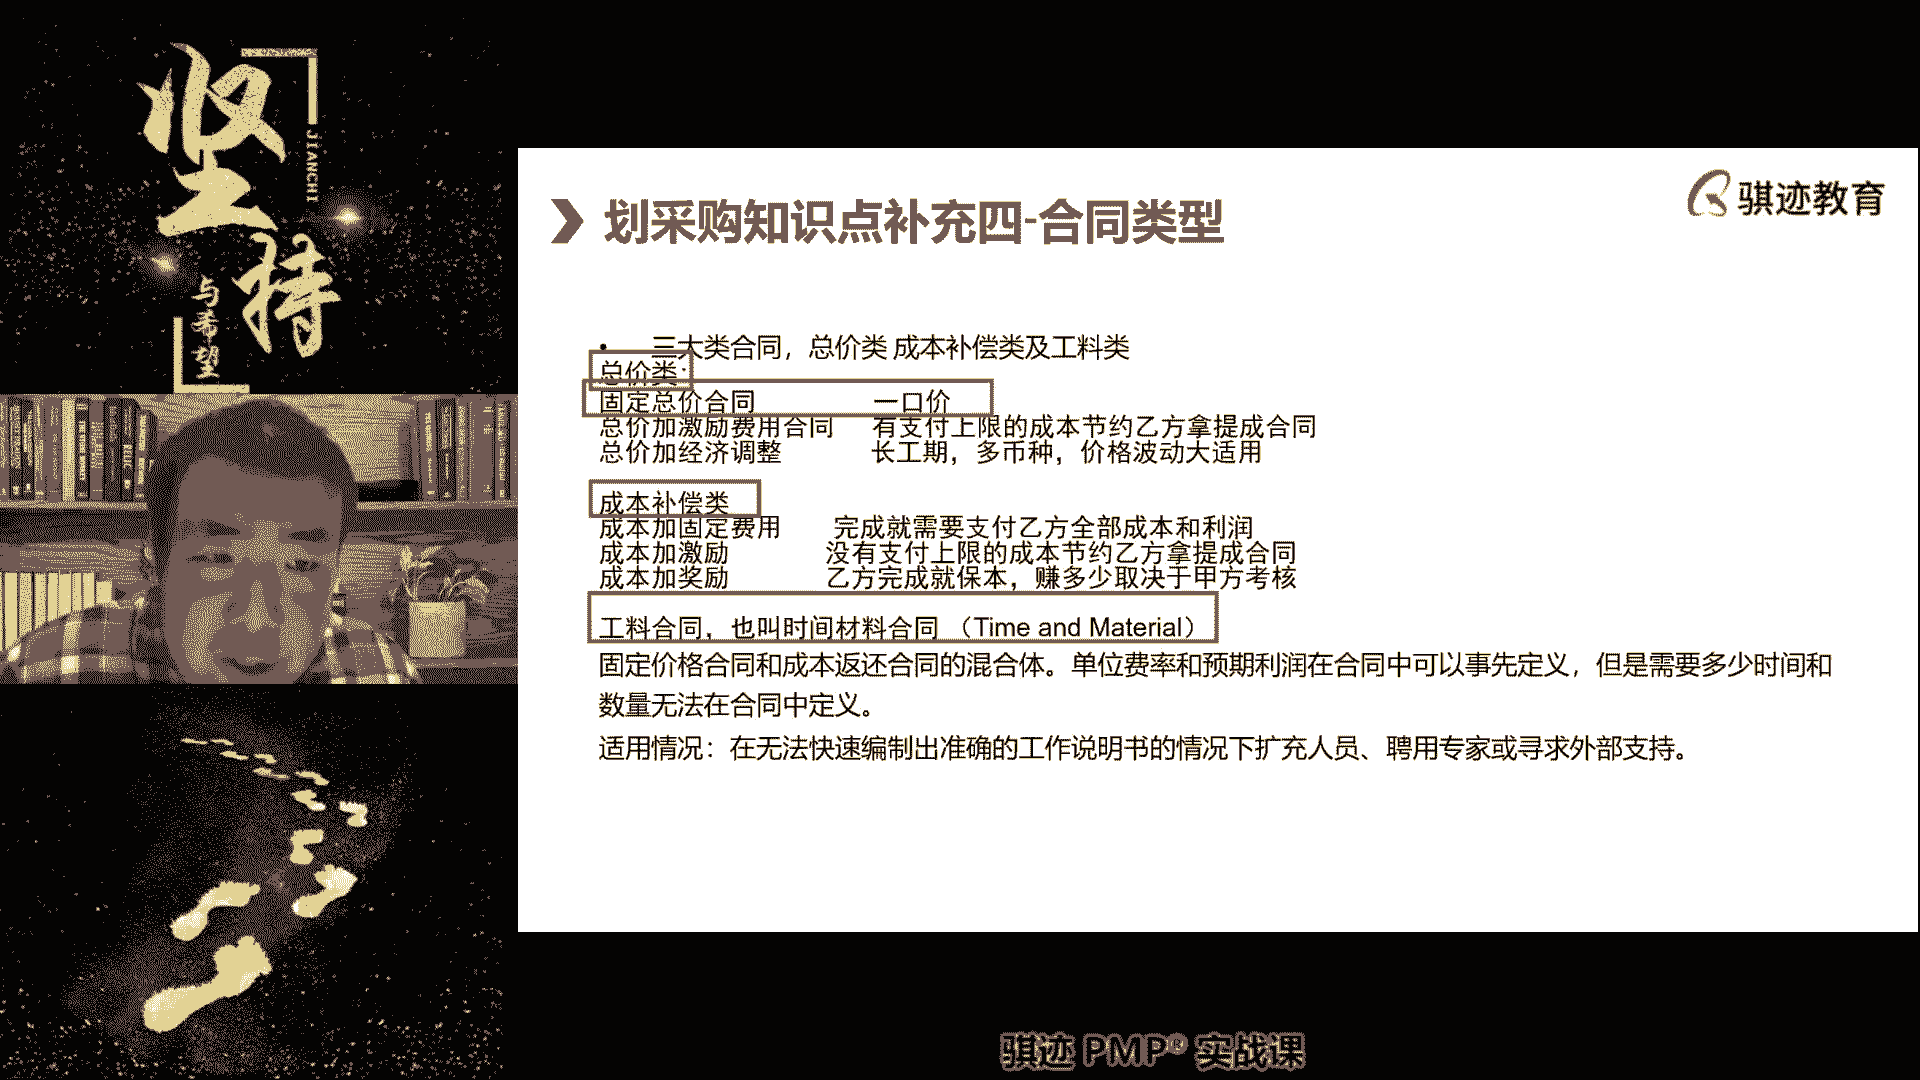 坚持
JIANCHI
与希望
骐迹教育
划采购知识点补充四-合同类型
• 三大类合同，总价类 成本补偿类及工料类
总价类：
固定总价合同 一口价
总价加激励费用合同 有支付上限的成本节约乙方拿提成合同
总价加经济调整 长工期，多币种，价格波动大适用
成本补偿类
成本加固定费用 完成就需要支付乙方全部成本和利润
成本加激励 没有支付上限的成本节约乙方拿提成合同
成本加奖励 乙方完成就保本，赚多少取决于甲方考核
工料合同，也叫时间材料合同 （Time and Material）
固定价格合同和成本返还合同的混合体。单位费率和预期利润在合同中可以事先定义，但是需要多少时间和
数量无法在合同中定义。
适用情况：在无法快速编制出准确的工作说明书的情况下扩充人员、聘用专家或寻求外部支持。
骐迹 PMP® 实战课